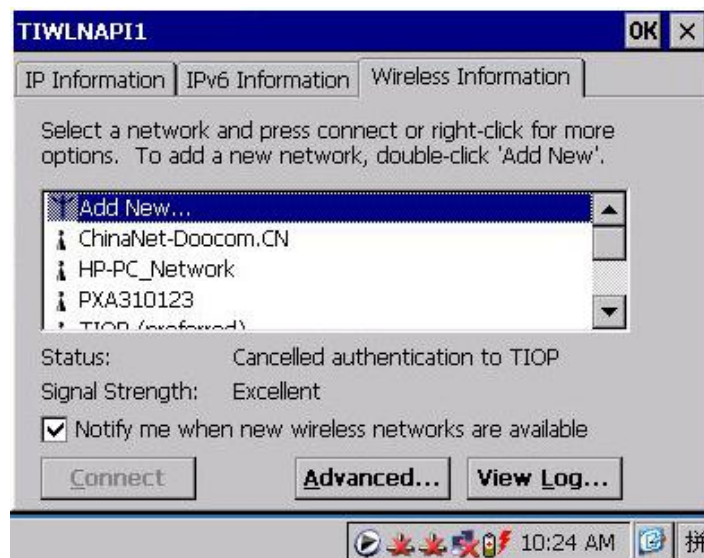 TIWLNAPI1 OK ×
IP Information IPv6 Information Wireless Information
Select a network and press connect or right-click for more
options. To add a new network, double-click 'Add New'.
Add New...
ChinaNet-Doocom.CN
HP-PC_Network
PXA310123
TIOP (preferred)
Status: Cancelled authentication to TIOP
Signal Strength: Excellent
Notify me when new wireless networks are available
Connect Advanced... View Log...
10:24 AM 拼